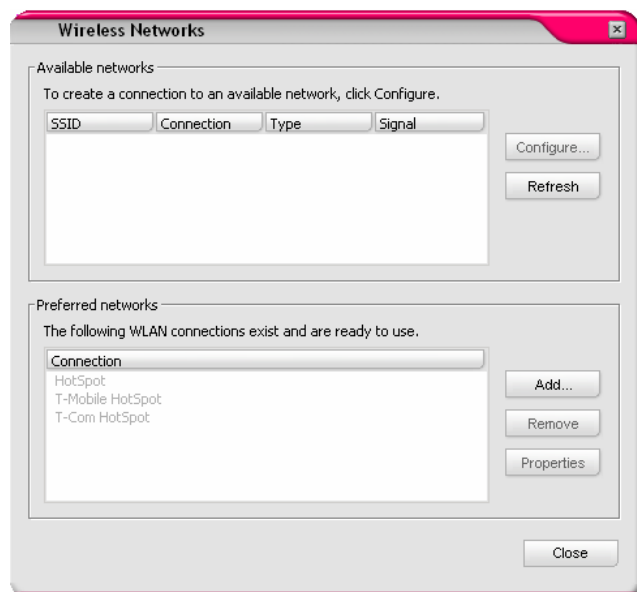 Wireless Networks
Available networks
To create a connection to an available network, click Configure.
SSID Connection Type Signal
Configure...
Refresh
Preferred networks
The following WLAN connections exist and are ready to use.
Connection
HotSpot
T-Mobile HotSpot
T-Com HotSpot
Add...
Remove
Properties
Close